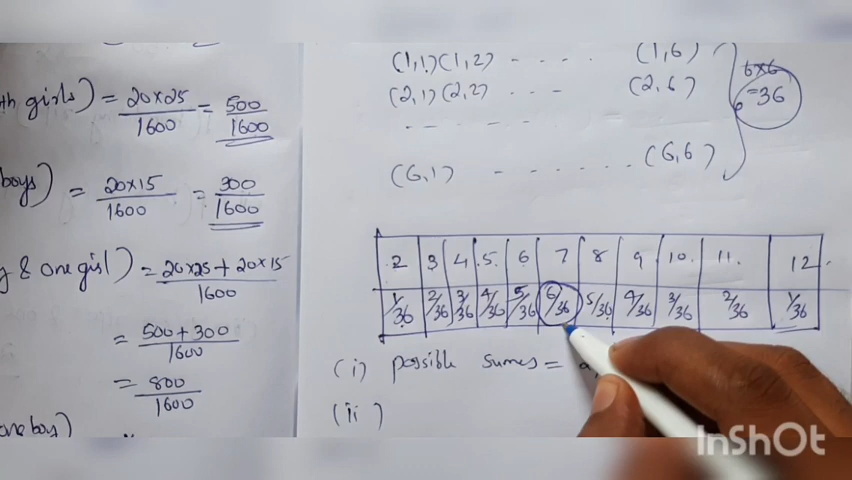 th girls) = 20×25/1600 = 500/1600
boys) = 20×15/1600 = 300/1600
y & one girl) = 20×25+20×15/1600
= 500+300/1600
= 800/1600
one boy)
(1,1)(1,2) ..... (1,6)
(2,1)(2,2) ... (2,6)
6×6
=36
(6,1) ...... (6,6)
2 3 4 5 6 7 8 9 10 11 12
1/36 2/36 3/36 4/36 5/36 6/36 5/36 4/36 3/36 2/36 1/36
(i) possible sumes =
(ii)
InShOt